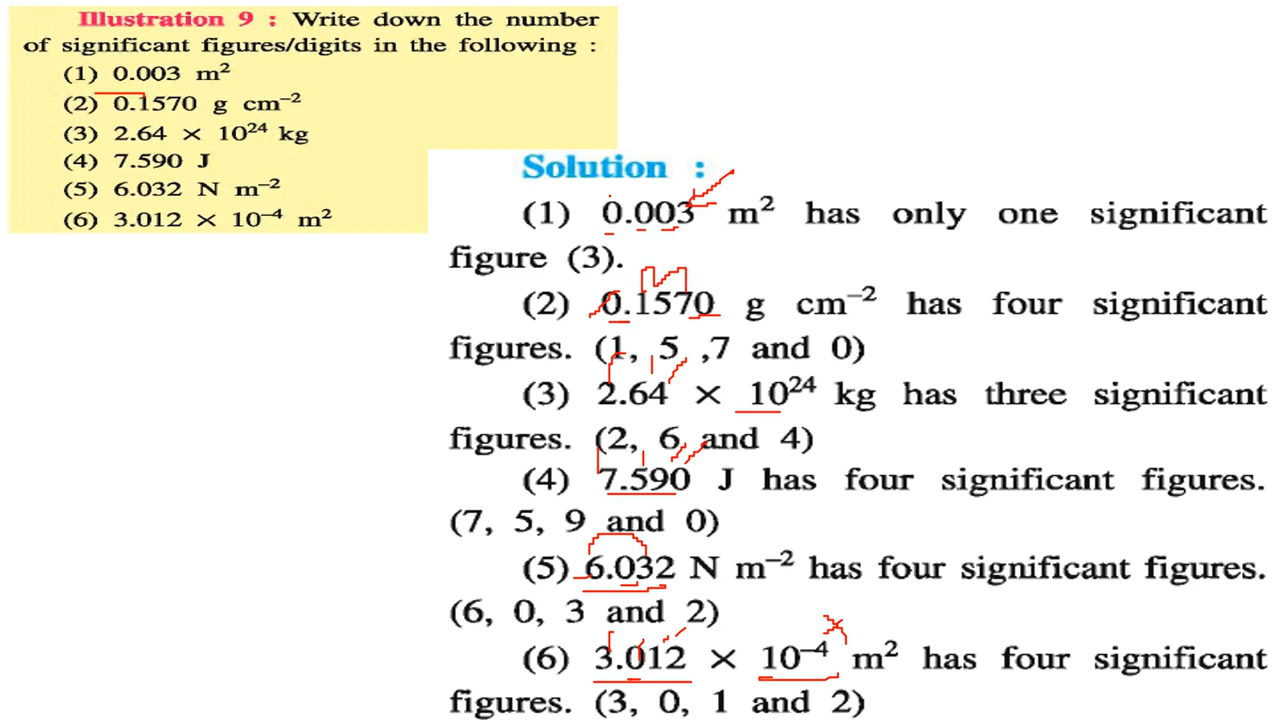 Illustration 9 : Write down the number
of significant figures/digits in the following :
(1) 0.003 m²
(2) 0.1570 g cm⁻²
(3) 2.64 × 10²⁴ kg
(4) 7.590 J
(5) 6.032 N m⁻²
(6) 3.012 × 10⁻⁴ m²
Solution :
(1) 0.003 m² has only one significant
figure (3).
(2) 0.1570 g cm⁻² has four significant
figures. (1, 5 ,7 and 0)
(3) 2.64 × 10²⁴ kg has three significant
figures. (2, 6, and 4)
(4) 7.590 J has four significant figures.
(7, 5, 9 and 0)
(5) 6.032 N m⁻² has four significant figures.
(6, 0, 3 and 2)
(6) 3.012 × 10⁻⁴ m² has four significant
figures. (3, 0, 1 and 2)